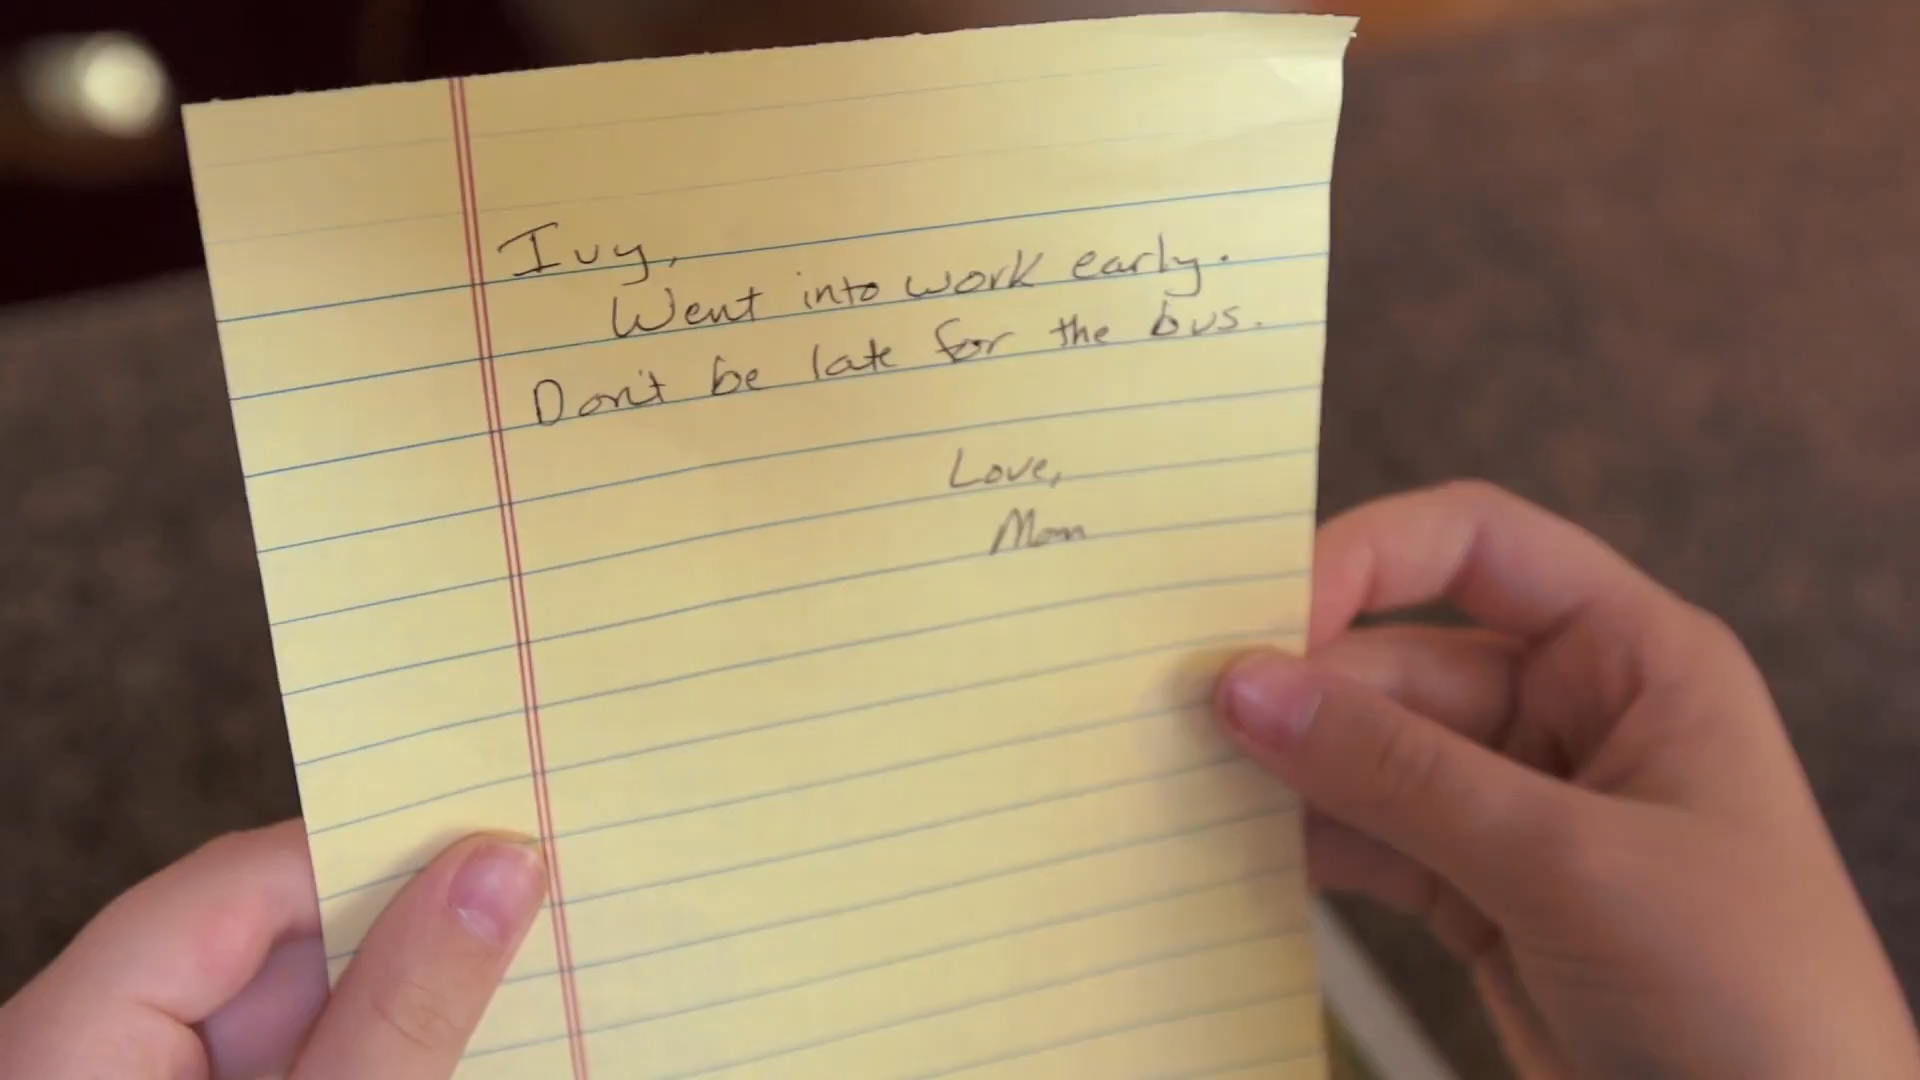 Ivy,
Went into work early.
Don't be late for the bus.
Love,
Mom